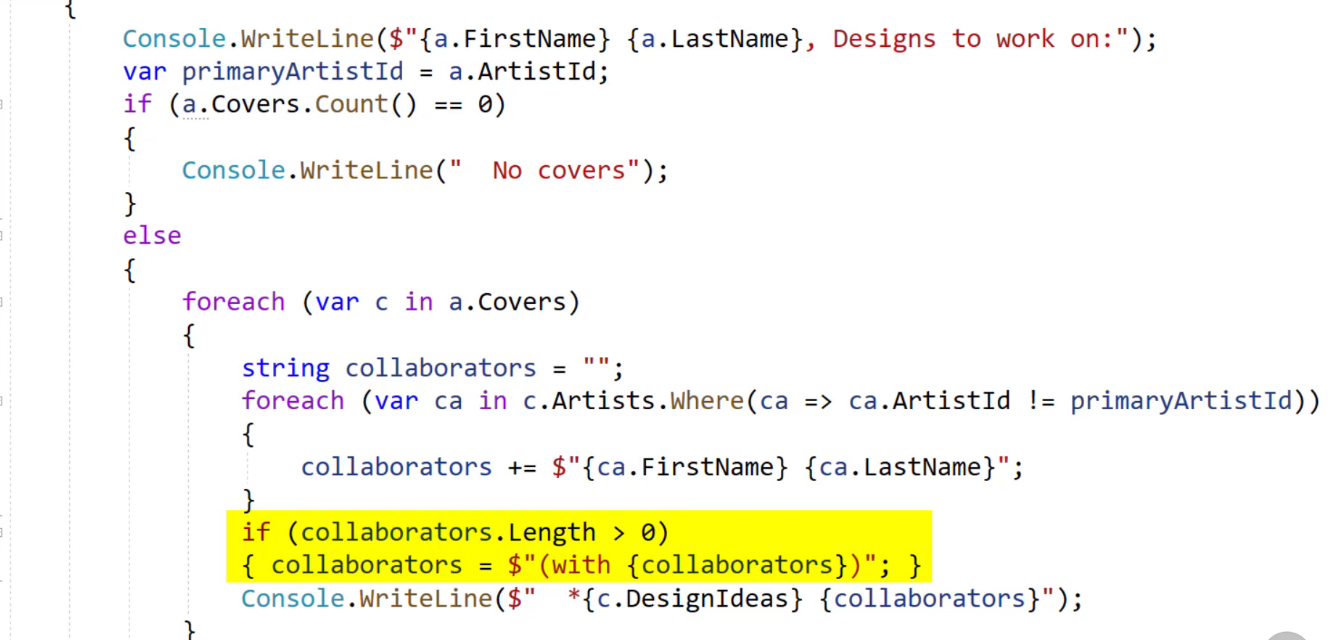 {
Console.WriteLine($"{a.FirstName} {a.LastName}, Designs to work on:");
var primaryArtistId = a.ArtistId;
if (a.Covers.Count() == 0)
{
Console.WriteLine("  No covers");
}
else
{
foreach (var c in a.Covers)
{
string collaborators = "";
foreach (var ca in c.Artists.Where(ca => ca.ArtistId != primaryArtistId))
{
collaborators += $"{ca.FirstName} {ca.LastName}";
}
if (collaborators.Length > 0)
{ collaborators = $"(with {collaborators})"; }
Console.WriteLine($"  *{c.DesignIdeas} {collaborators}");
}